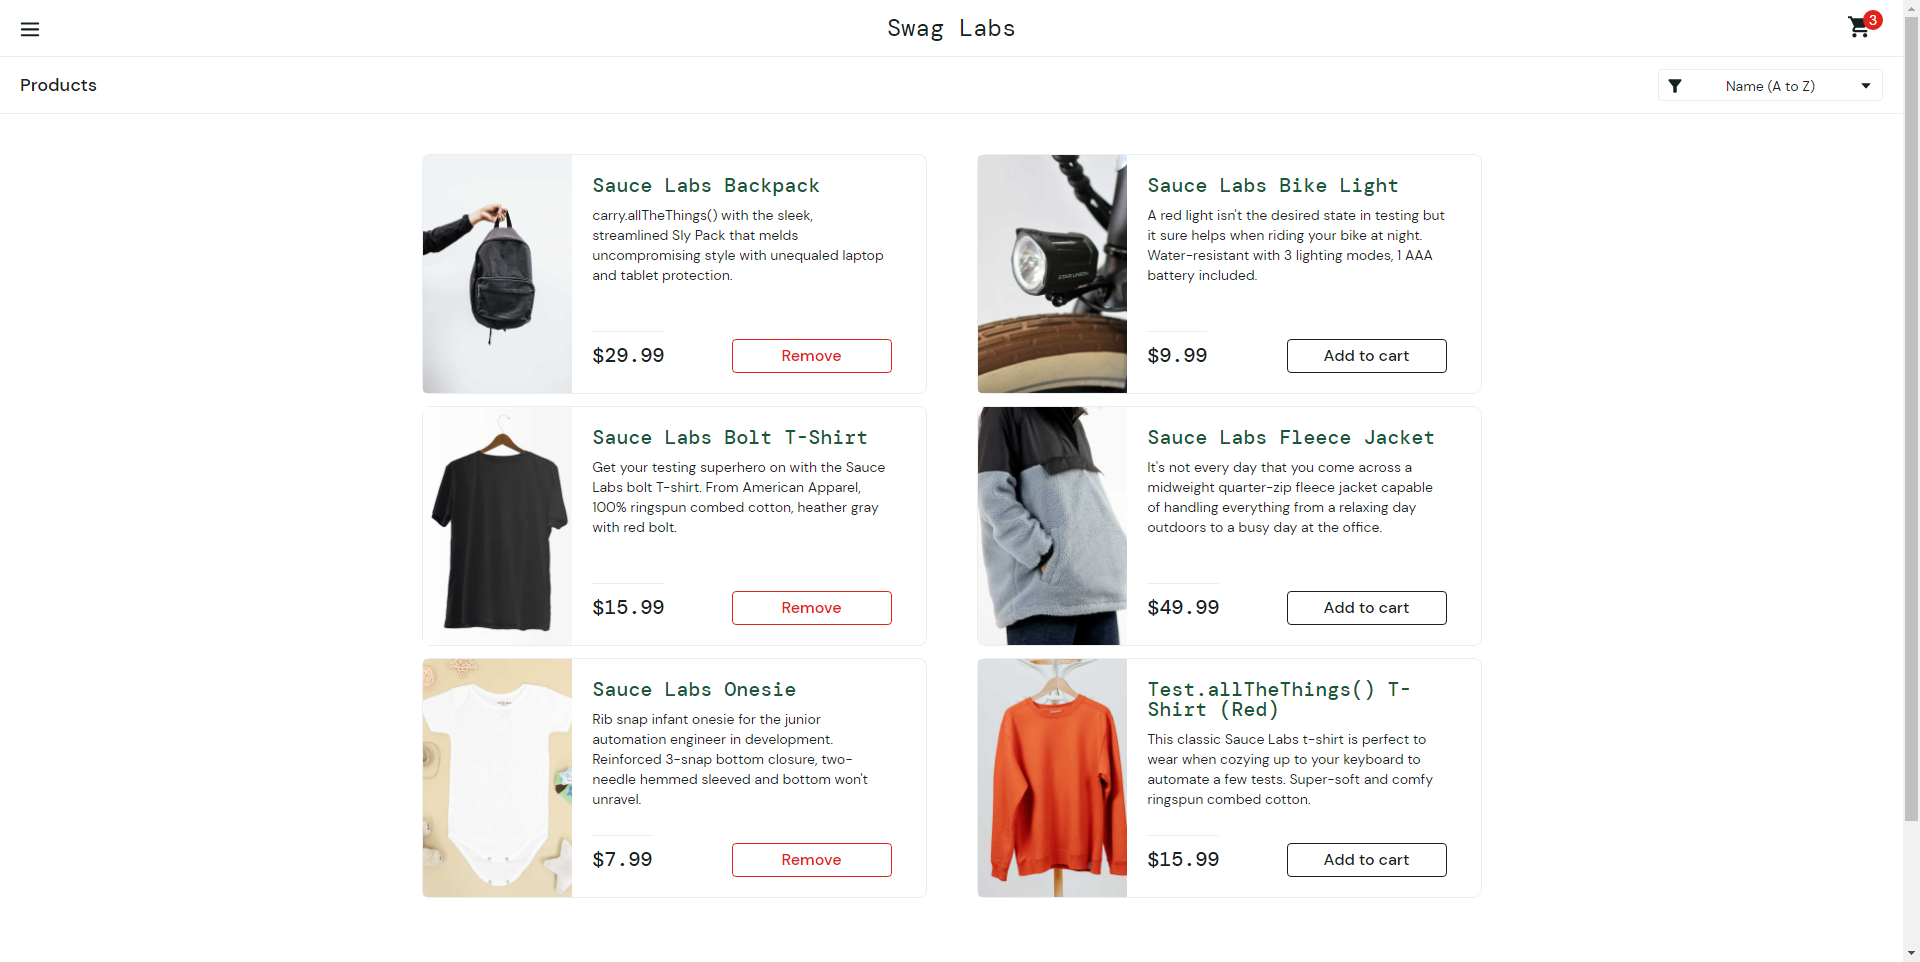 Swag Labs
3
Products
Name (A to Z)
Sauce Labs Backpack
carry.allTheThings() with the sleek,
streamlined Sly Pack that melds
uncompromising style with unequaled laptop
and tablet protection.
$29.99
Remove
Sauce Labs Bike Light
A red light isn't the desired state in testing but
it sure helps when riding your bike at night.
Water-resistant with 3 lighting modes, 1 AAA
battery included.
$9.99
Add to cart
STAR UNION
Sauce Labs Bolt T-Shirt
Get your testing superhero on with the Sauce
Labs bolt T-shirt. From American Apparel,
100% ringspun combed cotton, heather gray
with red bolt.
$15.99
Remove
Sauce Labs Fleece Jacket
It's not every day that you come across a
midweight quarter-zip fleece jacket capable
of handling everything from a relaxing day
outdoors to a busy day at the office.
$49.99
Add to cart
Sauce Labs Onesie
Rib snap infant onesie for the junior
automation engineer in development.
Reinforced 3-snap bottom closure, two-
needle hemmed sleeved and bottom won't
unravel.
$7.99
Remove
Test.allTheThings() T-
Shirt (Red)
This classic Sauce Labs t-shirt is perfect to
wear when cozying up to your keyboard to
automate a few tests. Super-soft and comfy
ringspun combed cotton.
$15.99
Add to cart